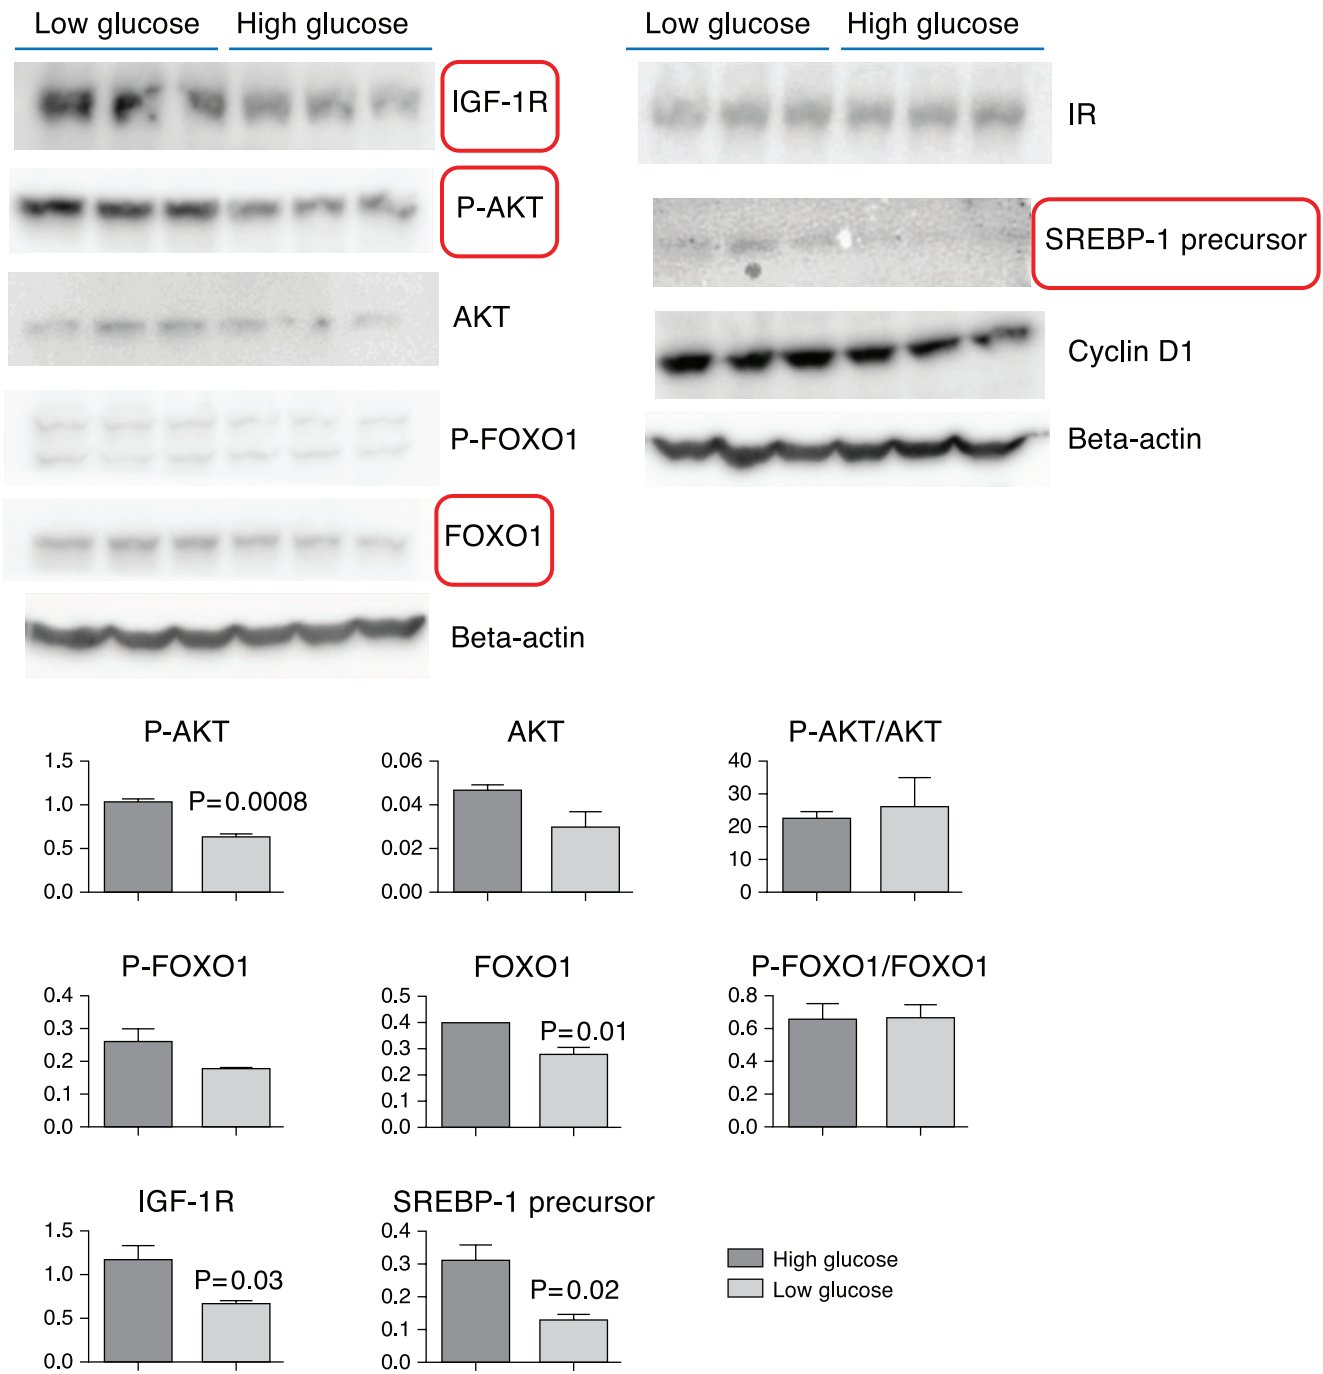 Low glucose High glucose
IGF-1R
P-AKT
AKT
P-FOXO1
FOXO1
Beta-actin
Low glucose High glucose
IR
SREBP-1 precursor
Cyclin D1
Beta-actin
P-AKT
1.5
1.0
0.5
0.0
P=0.0008
AKT
0.06
0.04
0.02
0.00
P-AKT/AKT
40
30
20
10
0
P-FOXO1
0.4
0.3
0.2
0.1
0.0
FOXO1
0.5
0.4
0.3
0.2
0.1
0.0
P=0.01
P-FOXO1/FOXO1
0.8
0.6
0.4
0.2
0.0
IGF-1R
1.5
1.0
0.5
0.0
P=0.03
SREBP-1 precursor
0.4
0.3
0.2
0.1
0.0
P=0.02
High glucose
Low glucose